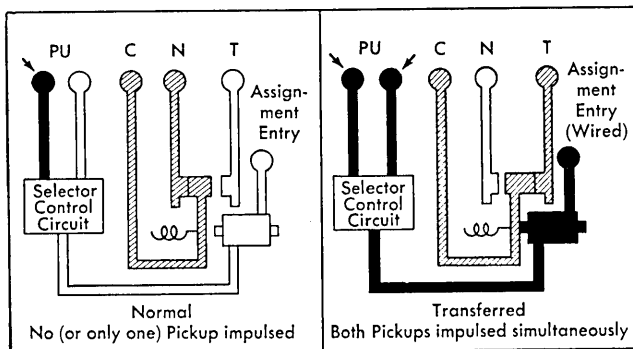 PU C N T
Assign-
ment
Entry
Selector
Control
Circuit
Normal
No (or only one) Pickup impulsed
PU C N T
Assign-
ment
Entry
(Wired)
Selector
Control
Circuit
Transferred
Both Pickups impulsed simultaneously